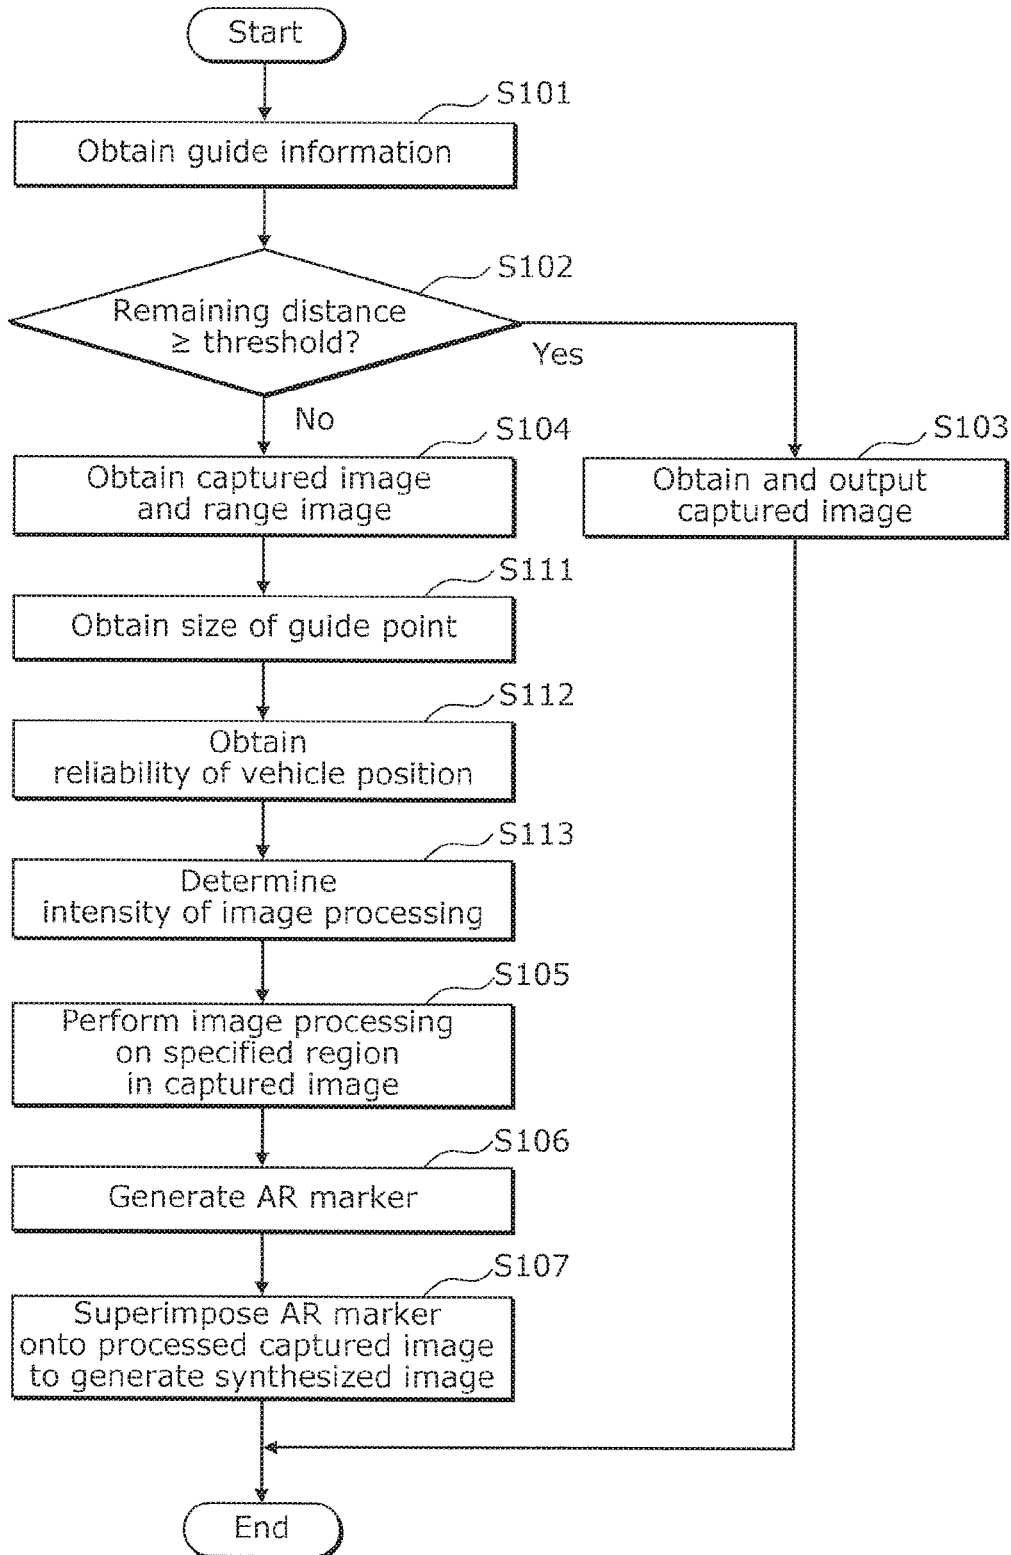 Start
S101
Obtain guide information
S102
Remaining distance
≥ threshold?
Yes
No
S104
Obtain captured image
and range image
S103
Obtain and output
captured image
S111
Obtain size of guide point
S112
Obtain
reliability of vehicle position
S113
Determine
intensity of image processing
S105
Perform image processing
on specified region
in captured image
S106
Generate AR marker
S107
Superimpose AR marker
onto processed captured image
to generate synthesized image
End